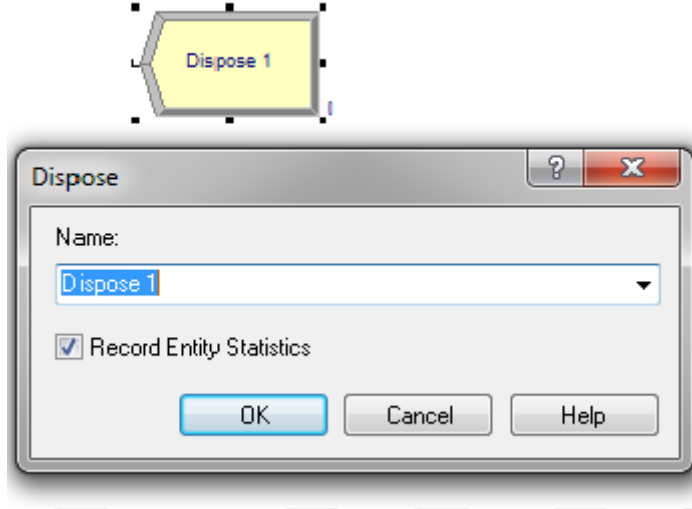 Dispose 1
Dispose
Name:
Dispose 1
Record Entity Statistics
OK Cancel Help